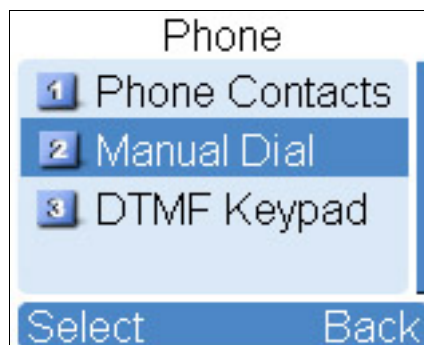 Phone
1 Phone Contacts
2 Manual Dial
3 DTMF Keypad
Select Back